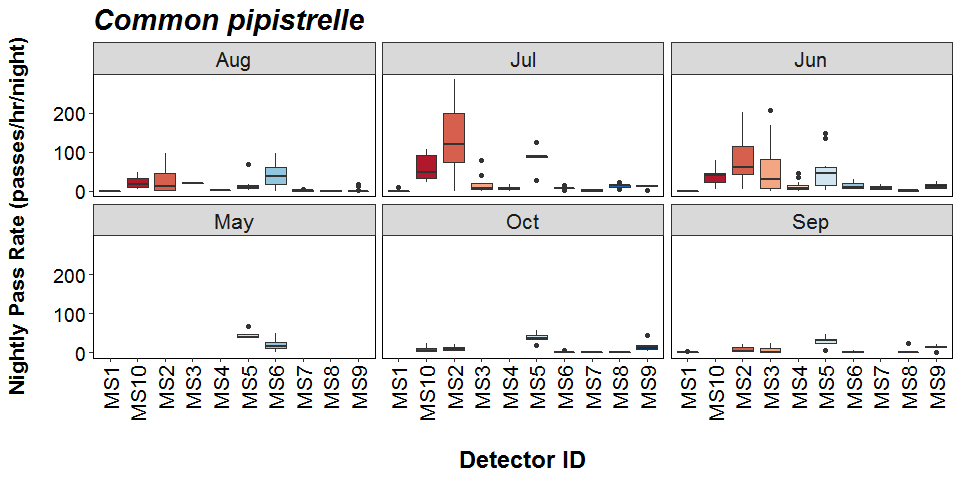 Common pipistrelle
Nightly Pass Rate (passes/hr/night)
Aug Jul Jun
200
100
0
May Oct Sep
200
100
0
MS1 MS10 MS2 MS3 MS4 MS5 MS6 MS7 MS8 MS9 MS1 MS10 MS2 MS3 MS4 MS5 MS6 MS7 MS8 MS9 MS1 MS10 MS2 MS3 MS4 MS5 MS6 MS7 MS8 MS9
Detector ID